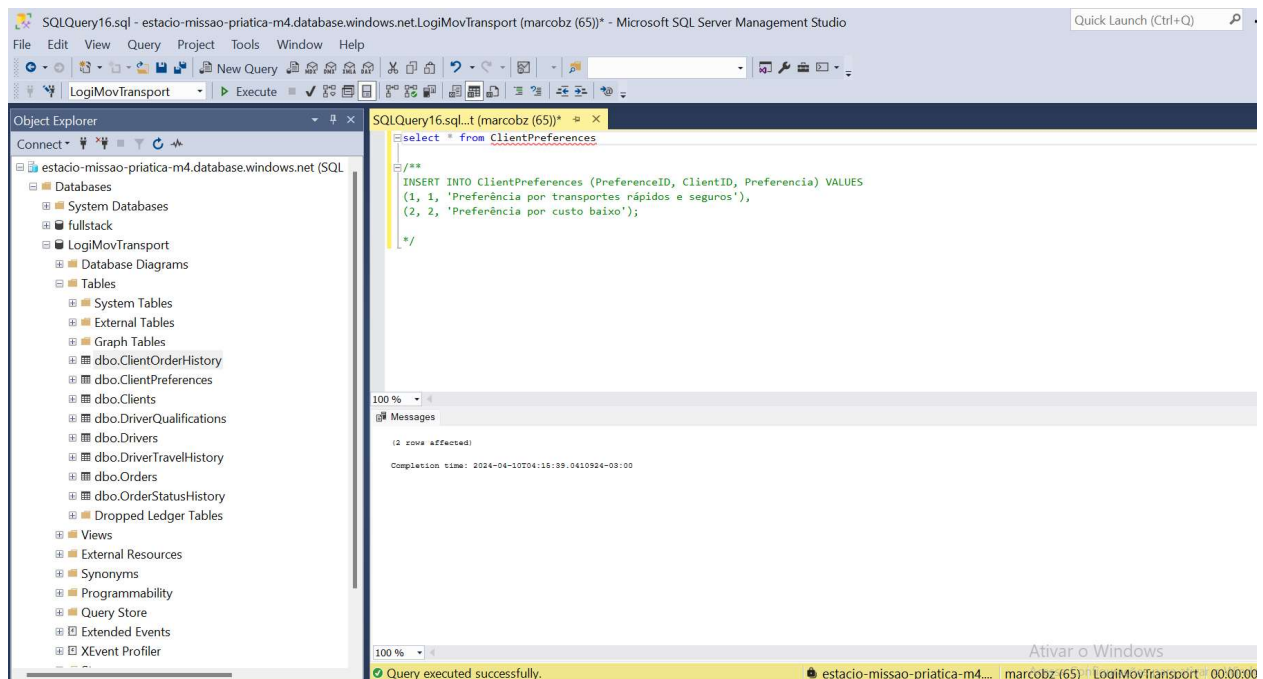 SQLQuery16.sql - estacio-missao-priatica-m4.database.windows.net.LogiMovTransport (marcobz (65))* - Microsoft SQL Server Management Studio
Quick Launch (Ctrl+Q)
File Edit View Query Project Tools Window Help
New Query
LogiMovTransport Execute
Object Explorer
Connect
estacio-missao-priatica-m4.database.windows.net (SQL
Databases
System Databases
fullstack
LogiMovTransport
Database Diagrams
Tables
System Tables
External Tables
Graph Tables
dbo.ClientOrderHistory
dbo.ClientPreferences
dbo.Clients
dbo.DriverQualifications
dbo.Drivers
dbo.DriverTravelHistory
dbo.Orders
dbo.OrderStatusHistory
Dropped Ledger Tables
Views
External Resources
Synonyms
Programmability
Query Store
Extended Events
XEvent Profiler
SQLQuery16.sql...t (marcobz (65))*
select * from ClientPreferences
/**
INSERT INTO ClientPreferences (PreferenceID, ClientID, Preferencia) VALUES
(1, 1, 'Preferência por transportes rápidos e seguros'),
(2, 2, 'Preferência por custo baixo');
*/
100 %
Messages
(2 rows affected)
Completion time: 2024-04-10T04:15:39.0410924-03:00
100 %
Ativar o Windows
Query executed successfully.
estacio-missao-priatica-m4.... marcobz (65) LogiMovTransport 00:00:00